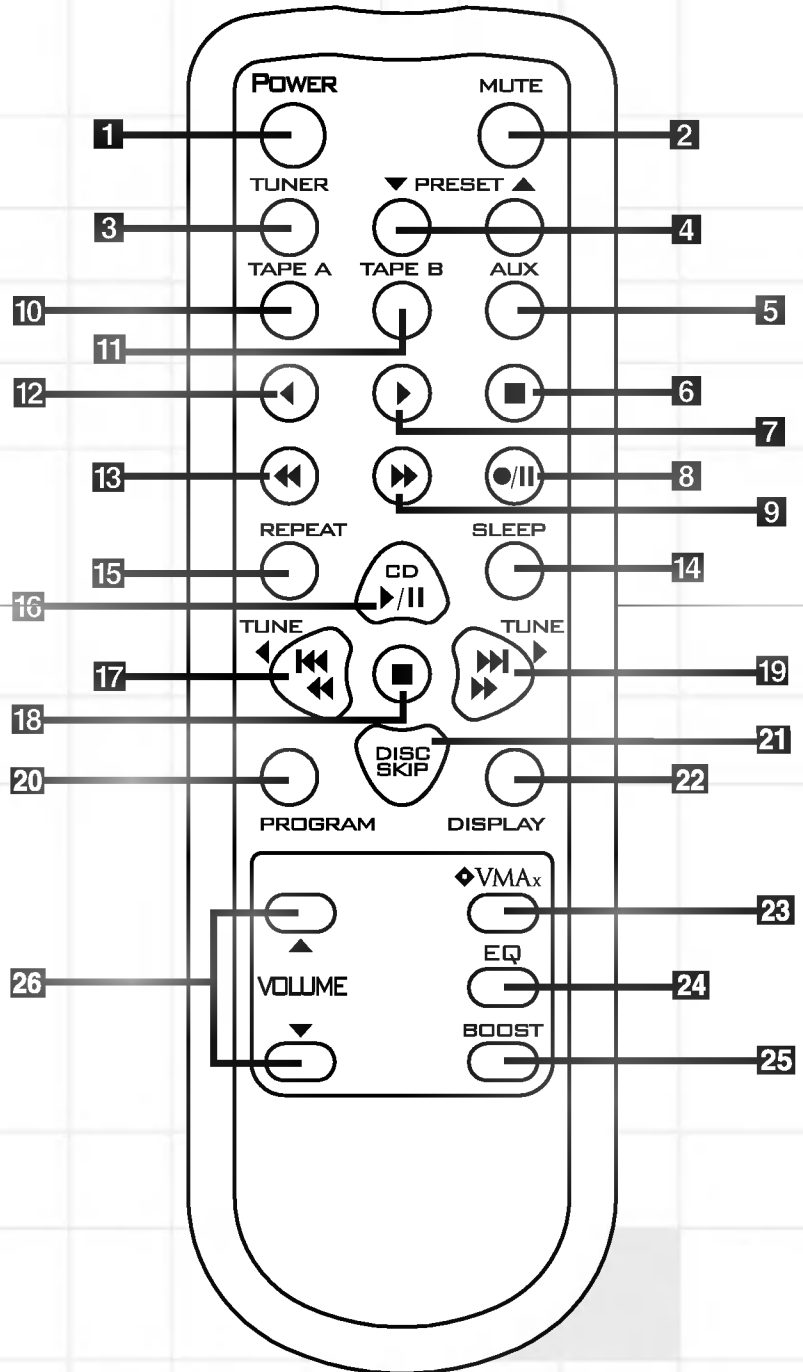 POWER MUTE
1 2
TUNER ▼ PRESET ▲
3 4
TAPE A TAPE B AUX
10 5
11
12 ◀ ▶ ■ 6
7
13 ◀◀ ▶▶ ●/II 8
9
REPEAT SLEEP
15 CD 14
16 ▶/II
TUNE TUNE
◀ ▶
17 I◀◀ ▶▶I 19
◀◀ ■ ▶▶
18
21
DISC
20 SKIP 22
PROGRAM DISPLAY
VMAx
23
▲ EQ
26 VOLUME 24
▼ BOOST
25